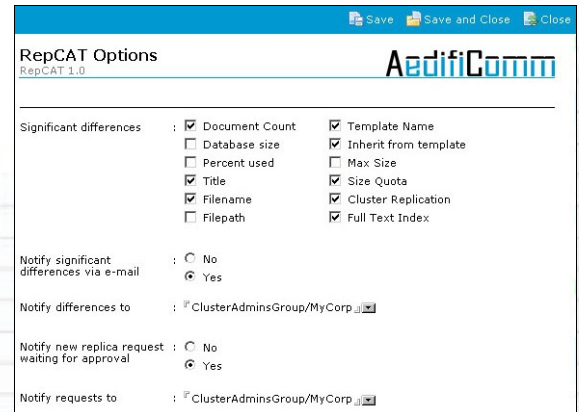 Save Save and Close Close
RepCAT Options
RepCAT 1.0
AedifiComm
Significant differences : Document Count Template Name
Database size Inherit from template
Percent used Max Size
Title Size Quota
Filename Cluster Replication
Filepath Full Text Index
Notify significant differences via e-mail : No
Yes
Notify differences to : ClusterAdminsGroup/MyCorp
Notify new replica request waiting for approval : No
Yes
Notify requests to : ClusterAdminsGroup/MyCorp